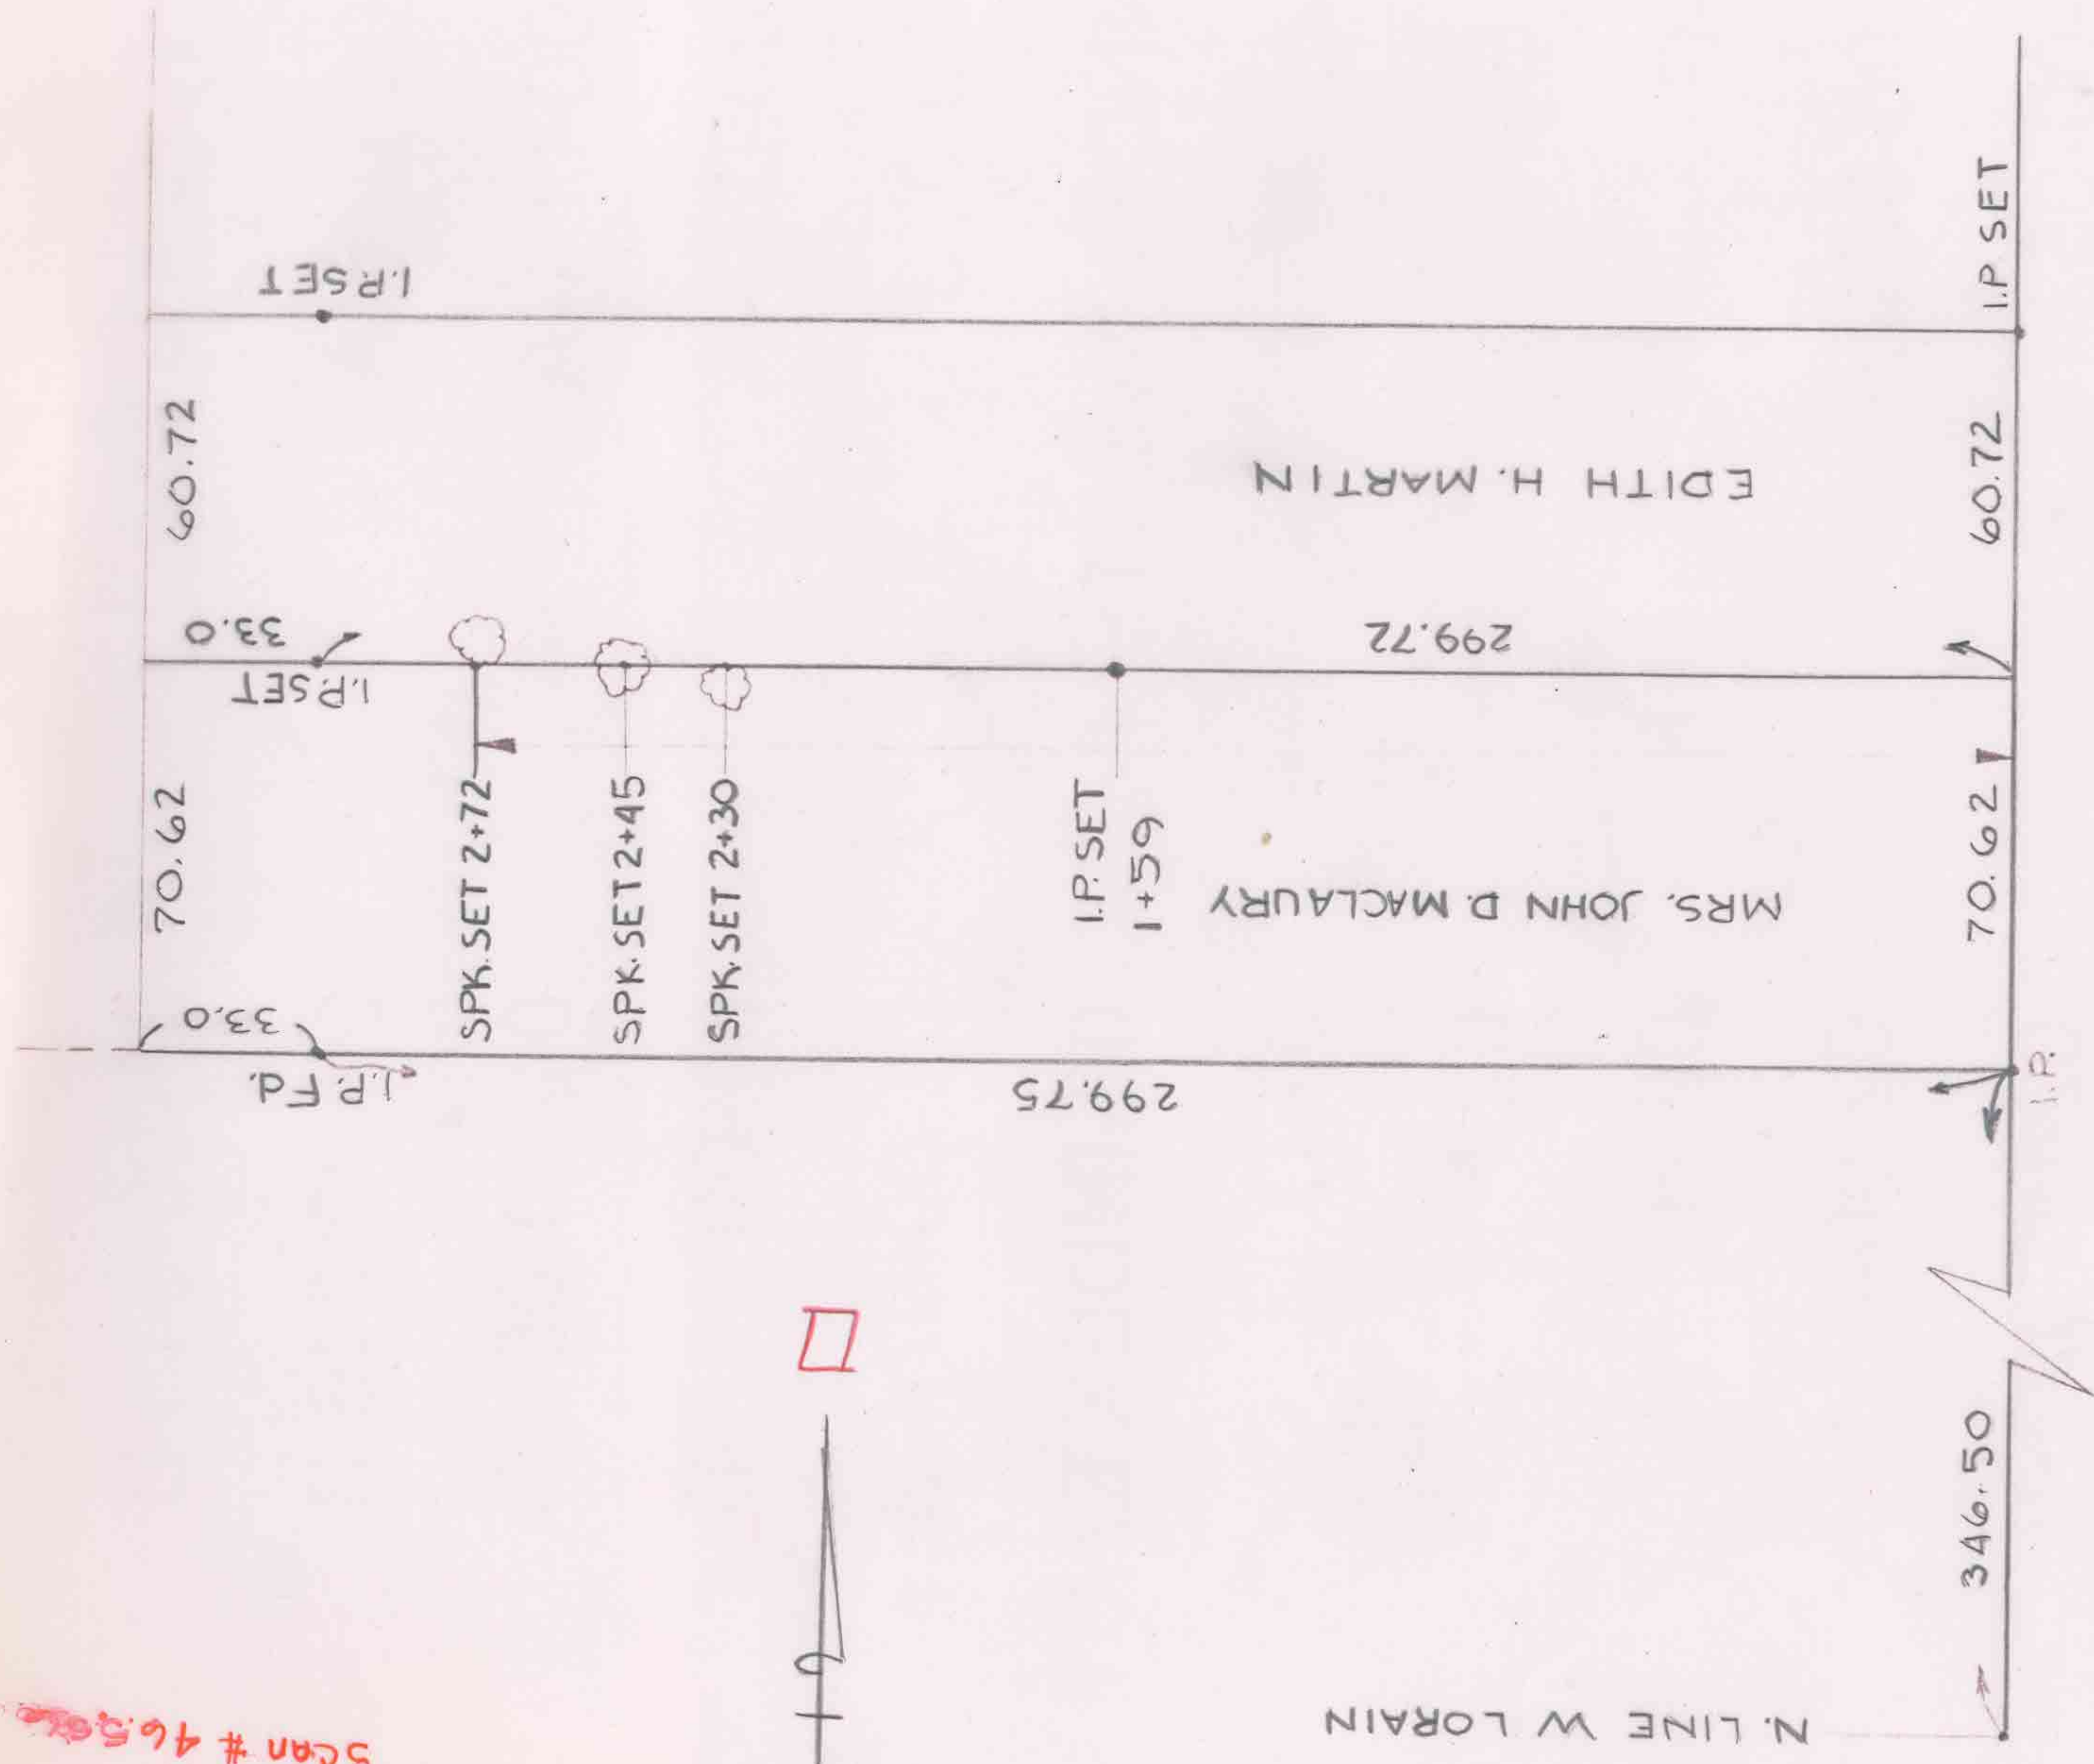 I.P. SET
I.P SET
60.72
60.72
EDITH H. MARTIN
33.0
I.P. SET
299.72
70.62
SPK. SET 2+72
SPK. SET 2+45
SPK. SET 2+30
I.P. SET
1+59
MRS. JOHN D. MACLAURY
70.62
33.0
I.P. Fd.
299.75
I.P.
346.50
N. LINE W LORAIN
Scan #